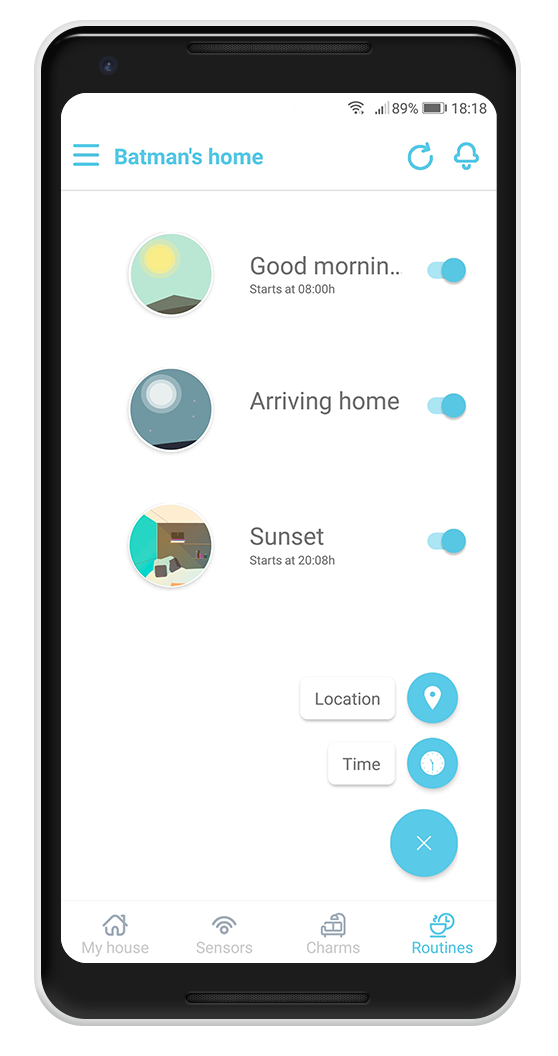 89% 18:18
Batman's home
Good mornin..
Starts at 08:00h
Arriving home
Sunset
Starts at 20:08h
Location
Time
My house Sensors Charms Routines